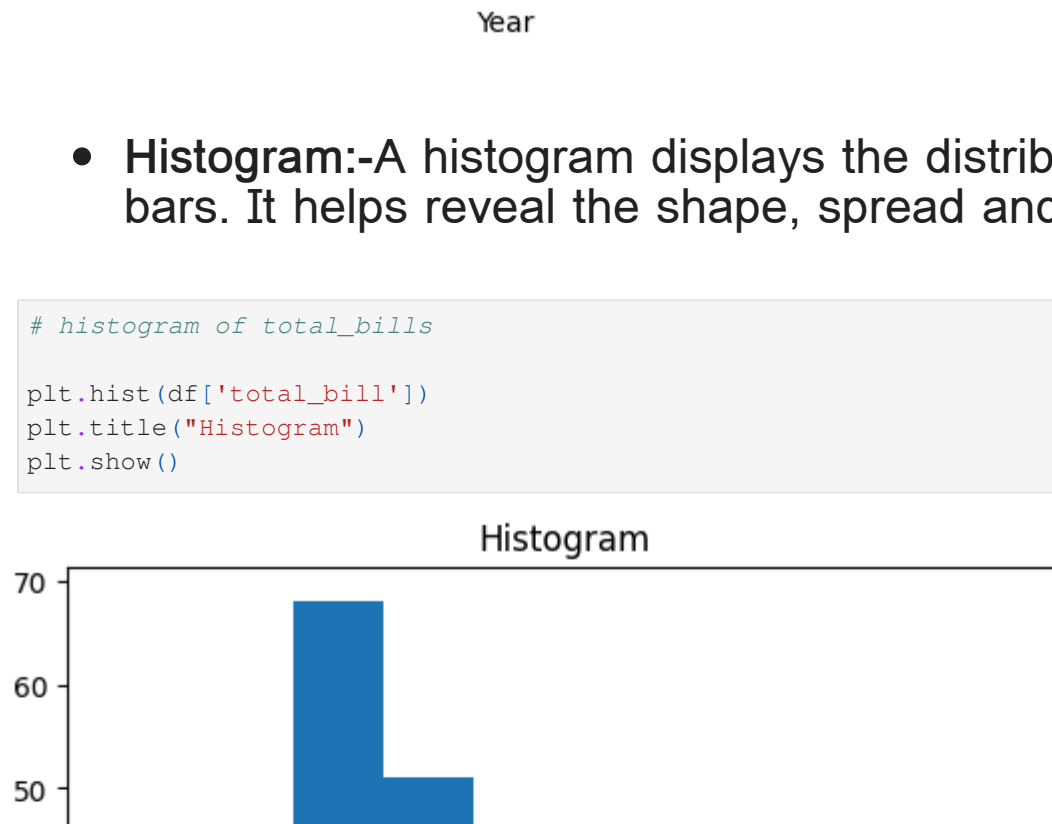 Year
• Histogram:-A histogram displays the distrib
bars. It helps reveal the shape, spread and
# histogram of total_bills
plt.hist(df['total_bill'])
plt.title("Histogram")
plt.show()
Histogram
70
60
50